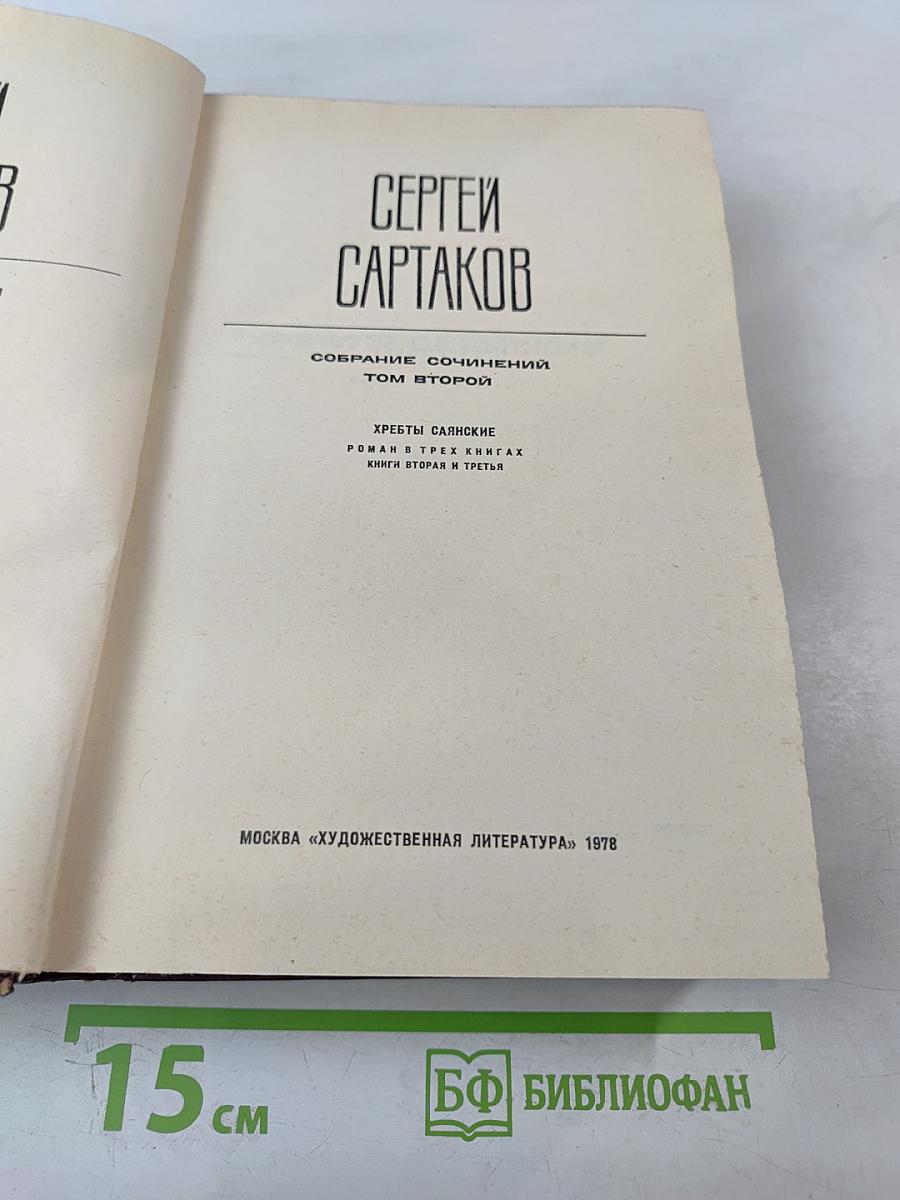 СЕРГЕЙ
САРТАКОВ
СОБРАНИЕ СОЧИНЕНИЙ
ТОМ ВТОРОЙ
ХРЕБТЫ САЯНСКИЕ
РОМАН В ТРЕХ КНИГАХ
КНИГИ ВТОРАЯ И ТРЕТЬЯ
МОСКВА «ХУДОЖЕСТВЕННАЯ ЛИТЕРАТУРА» 1978
15 см
БФ БИБЛИОФАН